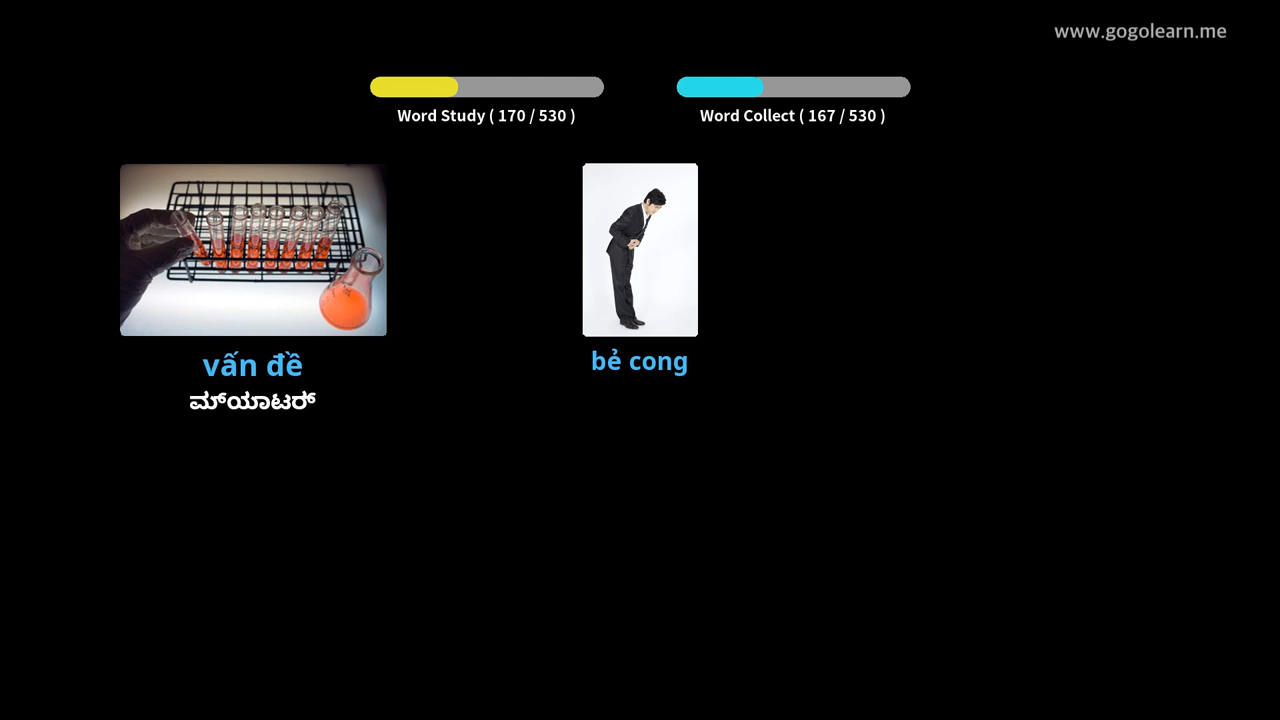 www.gogolearn.me
Word Study ( 170 / 530 )
Word Collect ( 167 / 530 )
vấn đề
ಮ್ಯಾಟರ್
bẻ cong